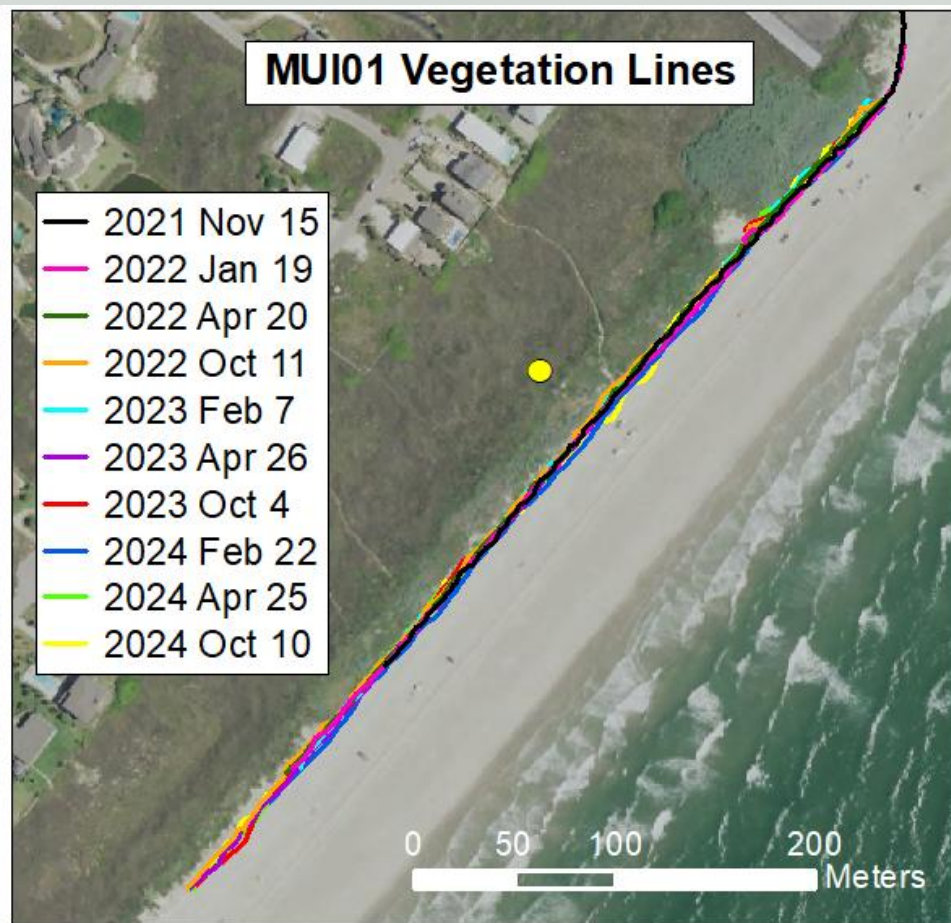 MUI01 Vegetation Lines
2021 Nov 15
2022 Jan 19
2022 Apr 20
2022 Oct 11
2023 Feb 7
2023 Apr 26
2023 Oct 4
2024 Feb 22
2024 Apr 25
2024 Oct 10
0 50 100 200
Meters